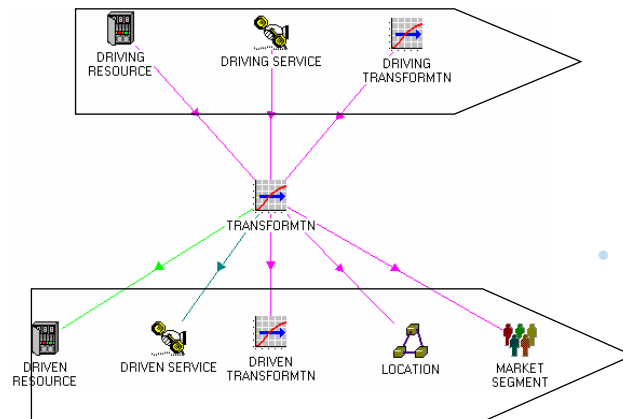 DRIVING
RESOURCE
DRIVING SERVICE
DRIVING
TRANSFORMTN
TRANSFORMTN
DRIVEN
RESOURCE
DRIVEN SERVICE
DRIVEN
TRANSFORMTN
LOCATION
MARKET
SEGMENT